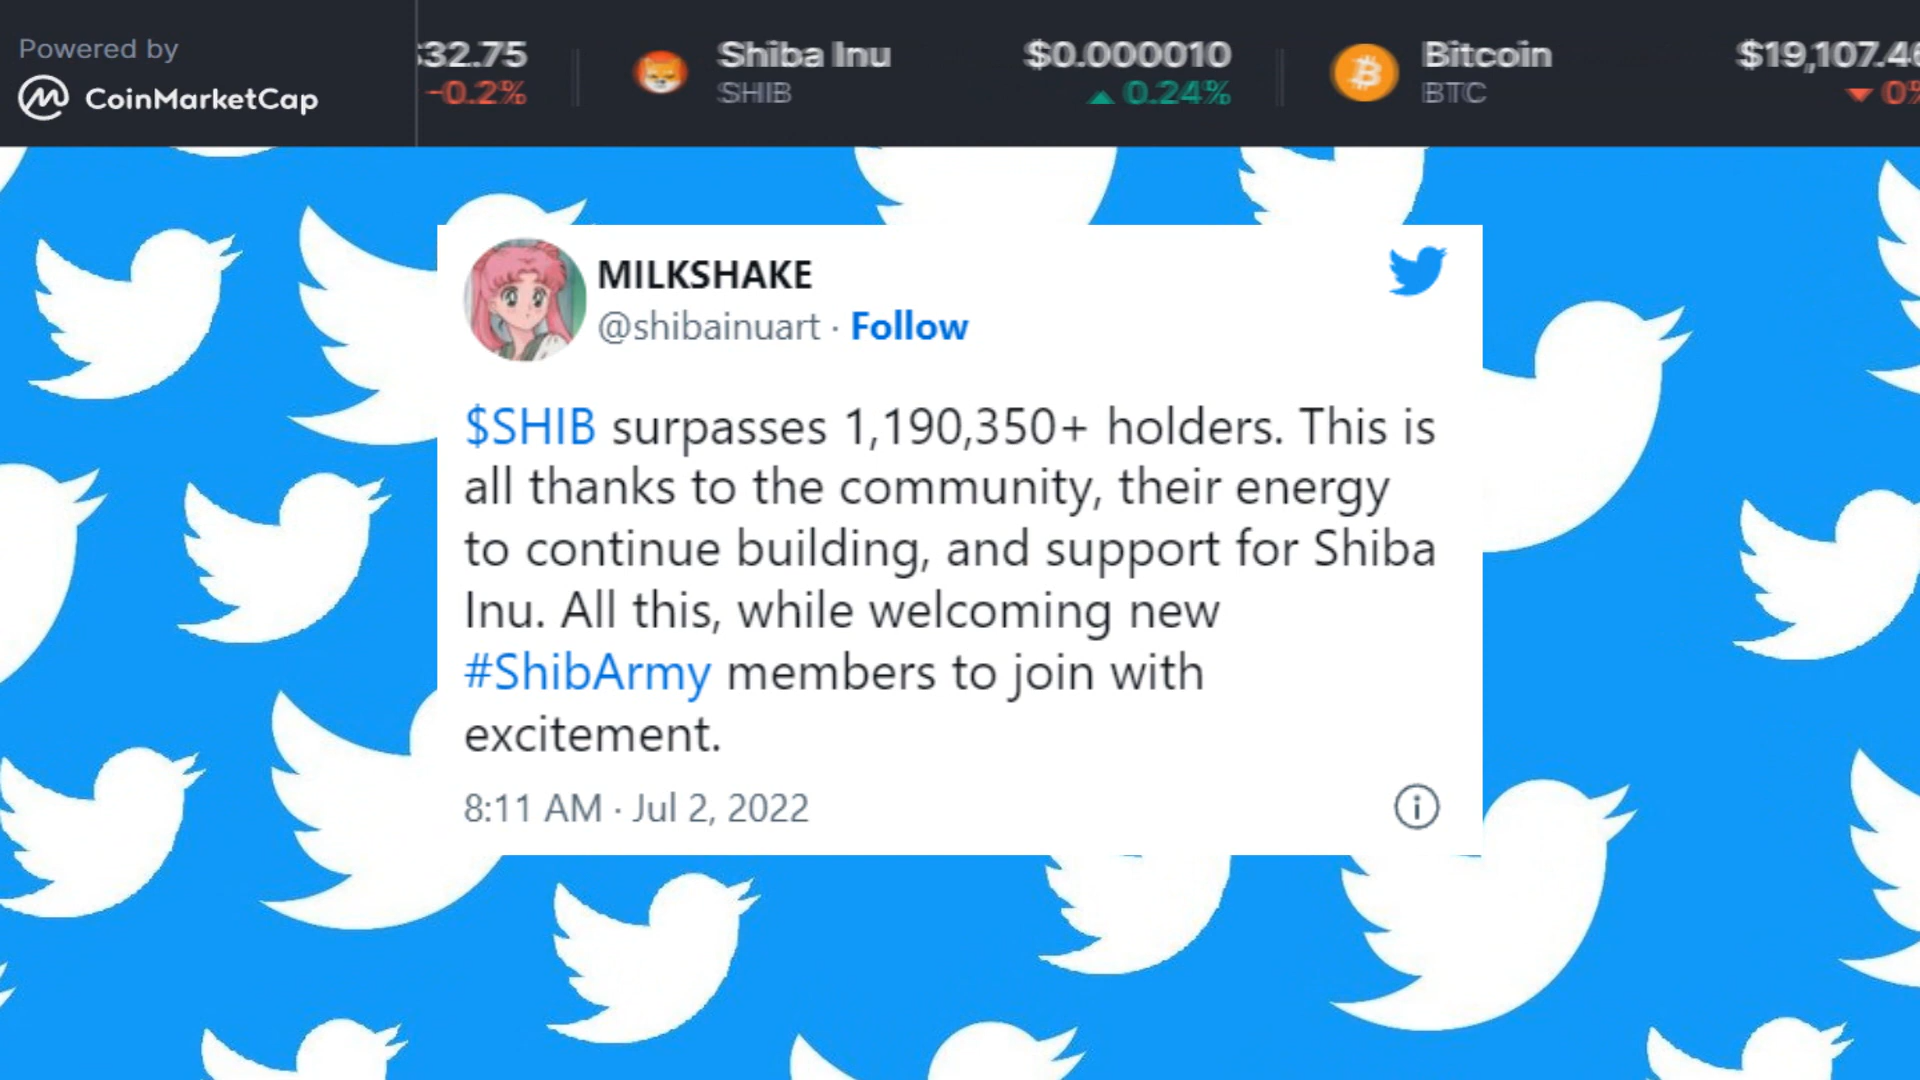 Powered by
CoinMarketCap
32.75
-0.2%
Shiba Inu
SHIB
$0.000010
0.24%
Bitcoin
BTC
$19,107.46
0%
MILKSHAKE
@shibainuart · Follow
$SHIB surpasses 1,190,350+ holders. This is
all thanks to the community, their energy
to continue building, and support for Shiba
Inu. All this, while welcoming new
#ShibArmy members to join with
excitement.
8:11 AM · Jul 2, 2022